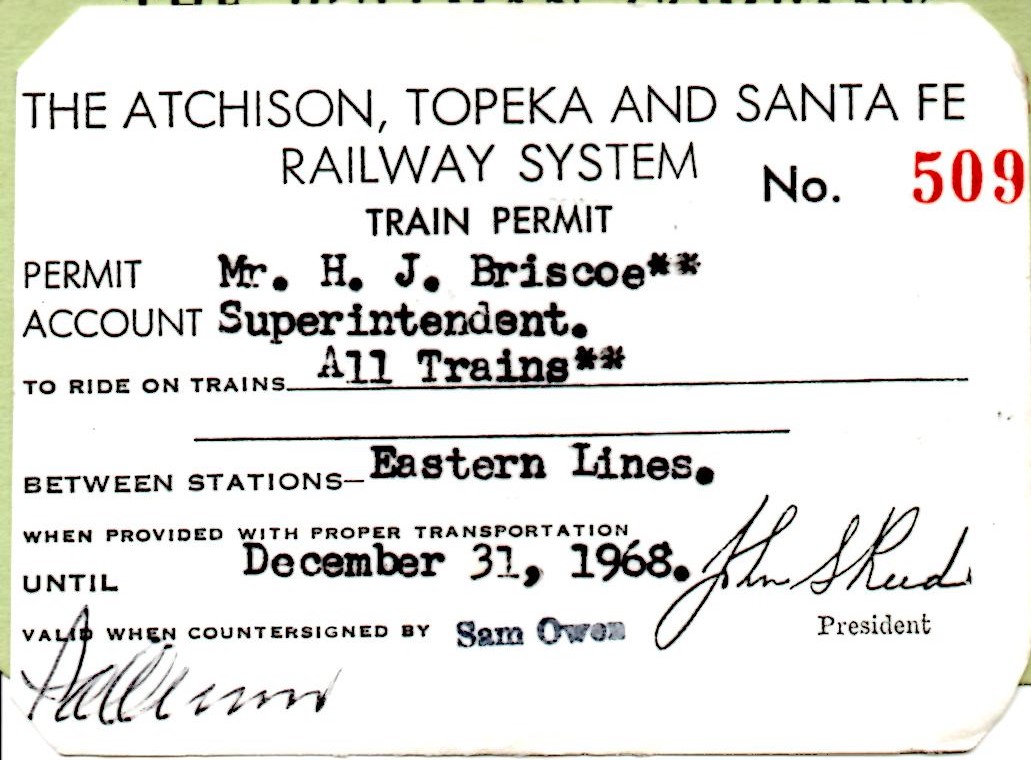 THE ATCHISON, TOPEKA AND SANTA FE
RAILWAY SYSTEM
No. 509
TRAIN PERMIT
PERMIT Mr. H. J. Briscoe**
ACCOUNT Superintendent.
TO RIDE ON TRAINS All Trains**
BETWEEN STATIONS—Eastern Lines.
WHEN PROVIDED WITH PROPER TRANSPORTATION
UNTIL December 31, 1968.
John S Reed
President
VALID WHEN COUNTERSIGNED BY Sam Owen